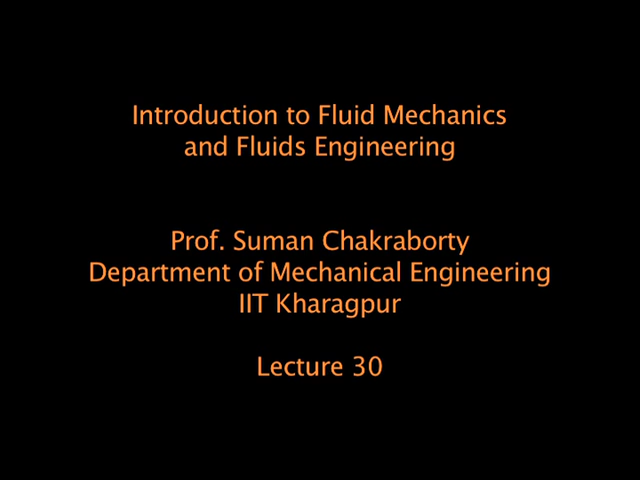 Introduction to Fluid Mechanics
and Fluids Engineering
Prof. Suman Chakraborty
Department of Mechanical Engineering
IIT Kharagpur
Lecture 30